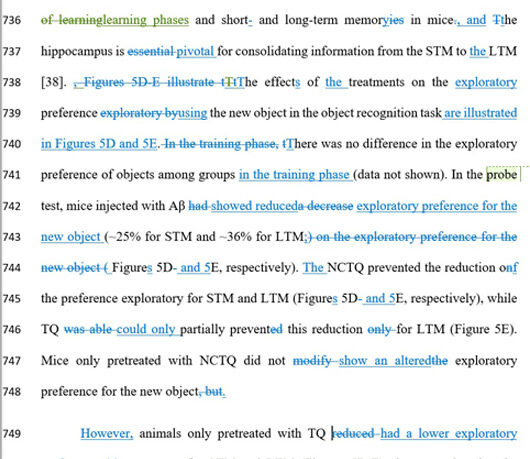 736 of learninglearning phases and short- and long-term memoryies in mice., and Tthe
737 hippocampus is essential pivotal for consolidating information from the STM to the LTM
738 [38]. , Figures 5D-E illustrate tTtThe effects of the treatments on the exploratory
739 preference exploratory byusing the new object in the object recognition task are illustrated
740 in Figures 5D and 5E. In the training phase, tThere was no difference in the exploratory
741 preference of objects among groups in the training phase (data not shown). In the probe
742 test, mice injected with Aβ had showed reduceda decrease exploratory preference for the
743 new object (~25% for STM and ~36% for LTM;) on the exploratory preference for the
744 new object ( Figures 5D- and 5E, respectively). The NCTQ prevented the reduction onf
745 the preference exploratory for STM and LTM (Figures 5D- and 5E, respectively), while
746 TQ was able could only partially prevented this reduction only for LTM (Figure 5E).
747 Mice only pretreated with NCTQ did not modify show an alteredthe exploratory
748 preference for the new object, but.
749 However, animals only pretreated with TQ reduced had a lower exploratory